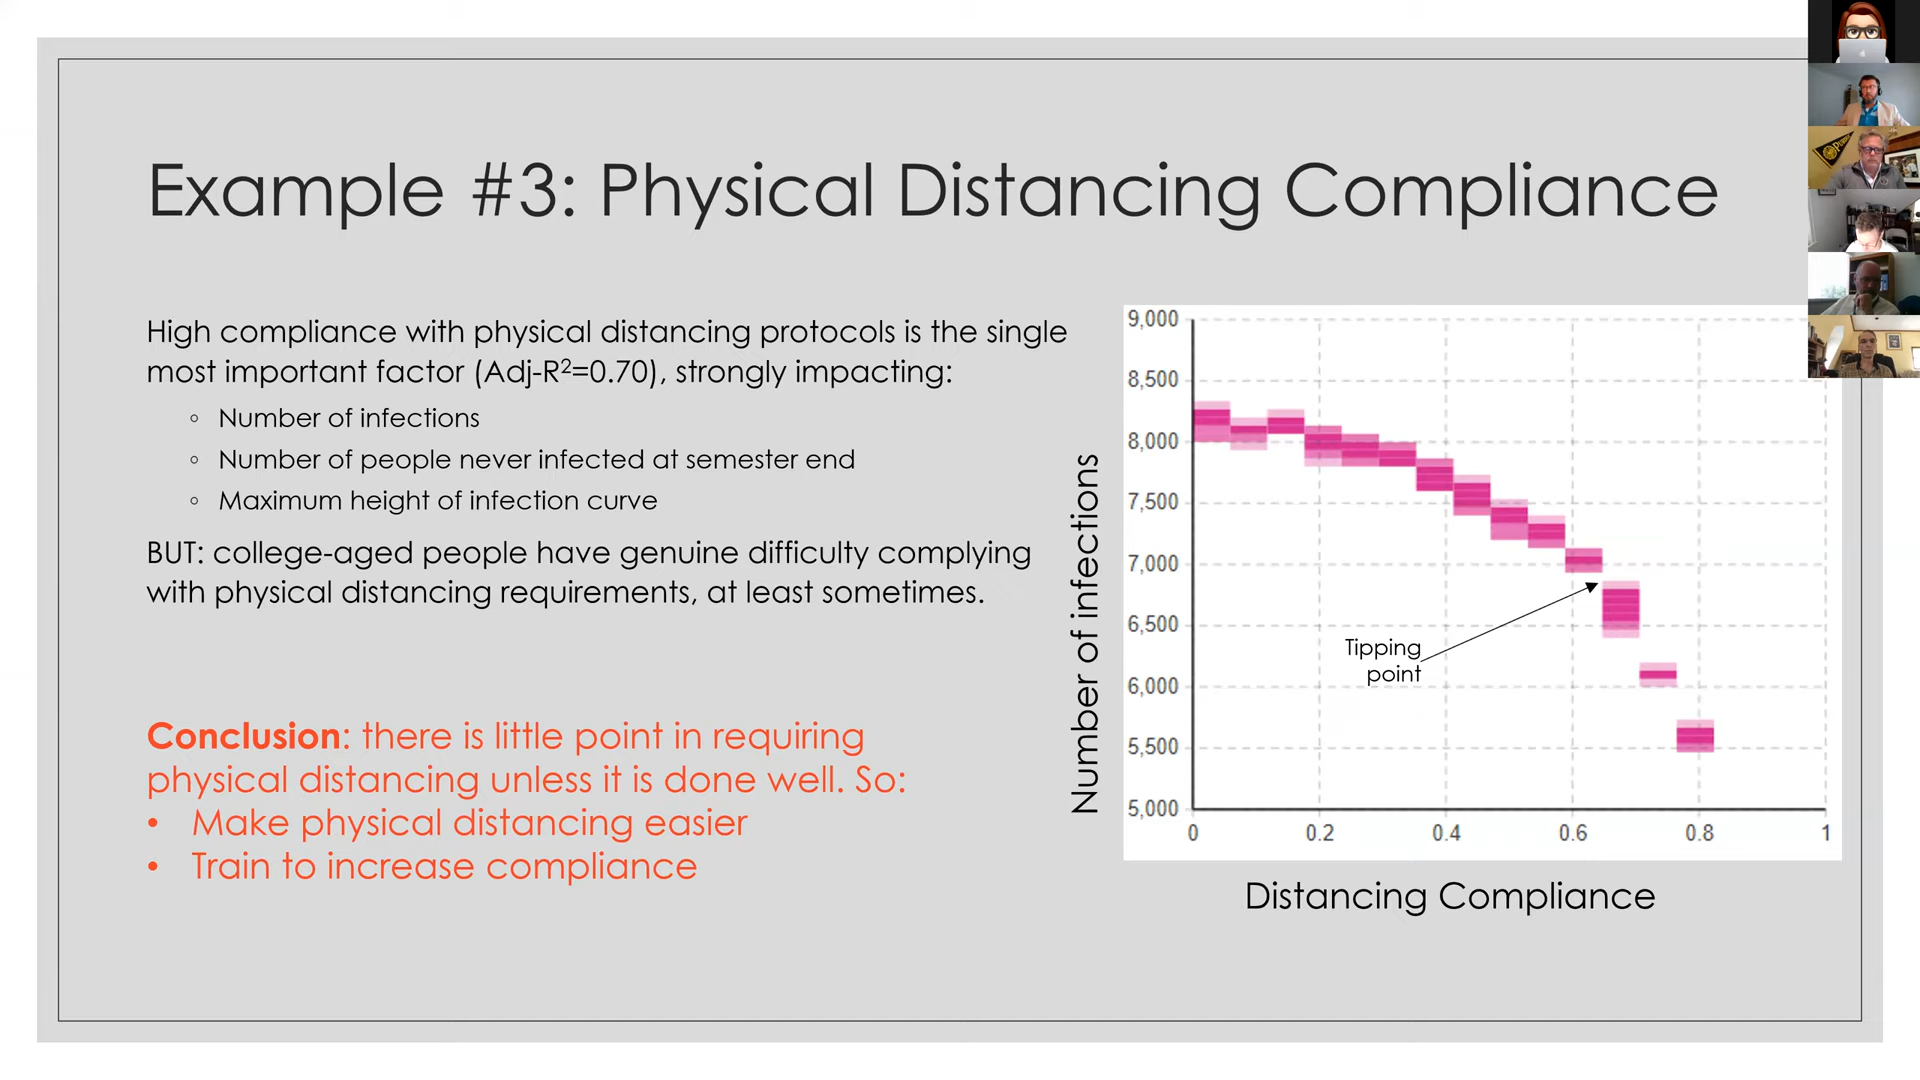 Example #3: Physical Distancing Compliance
High compliance with physical distancing protocols is the single
most important factor (Adj-R²=0.70), strongly impacting:
◦ Number of infections
◦ Number of people never infected at semester end
◦ Maximum height of infection curve
BUT: college-aged people have genuine difficulty complying
with physical distancing requirements, at least sometimes.
Conclusion: there is little point in requiring
physical distancing unless it is done well. So:
• Make physical distancing easier
• Train to increase compliance
Number of infections
9,000
8,500
8,000
7,500
7,000
6,500
6,000
5,500
5,000
Tipping
point
0 0.2 0.4 0.6 0.8 1
Distancing Compliance